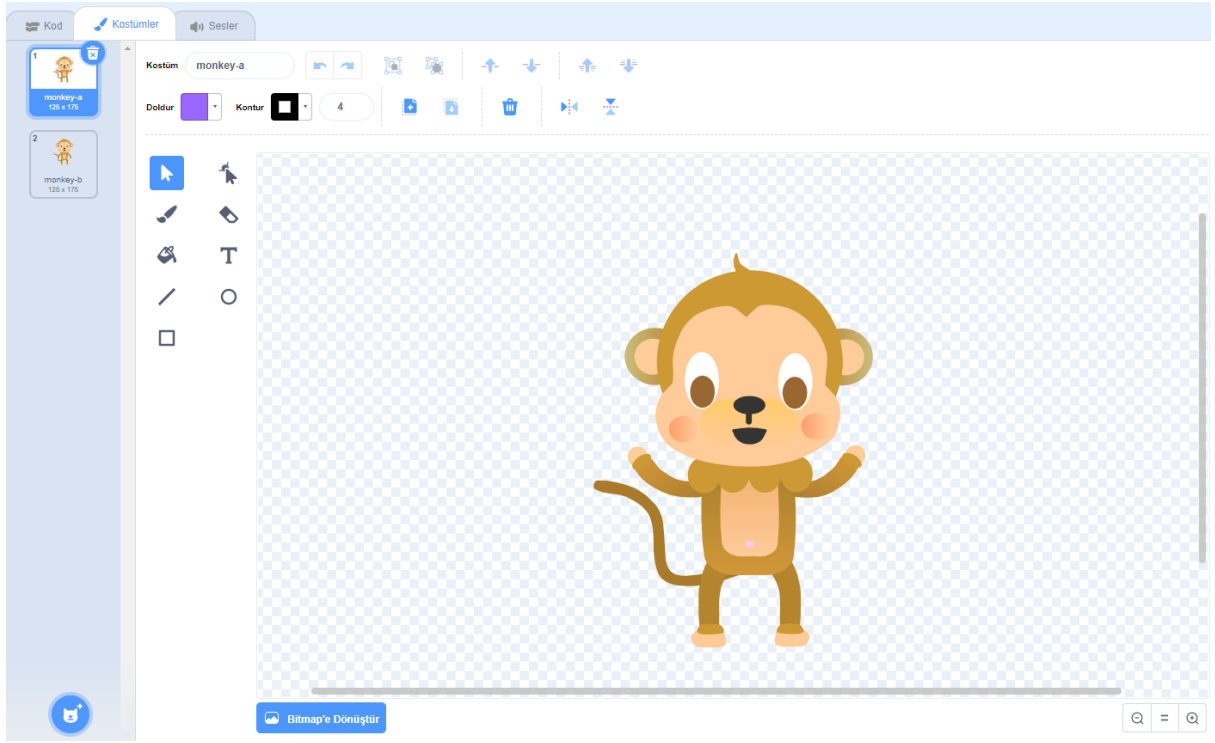 Kod
Kostümler
Sesler
1
monkey-a
125 x 175
2
monkey-b
125 x 175
Kostüm
monkey-a
Doldur
Kontur
4
T
Bitmap'e Dönüştür